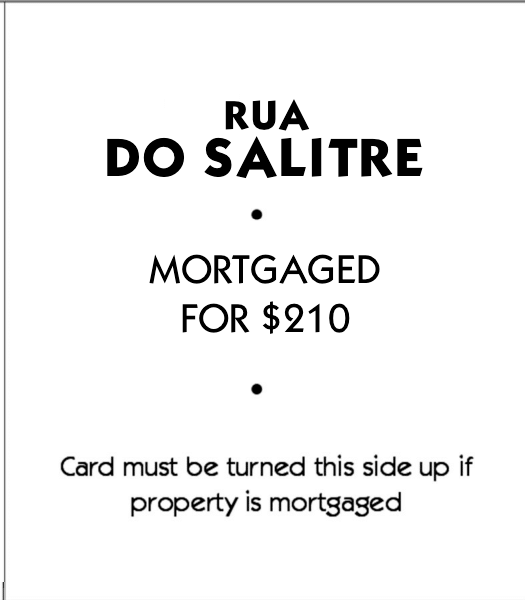 RUA
DO SALITRE
•
MORTGAGED
FOR $210
•
Card must be turned this side up if
property is mortgaged